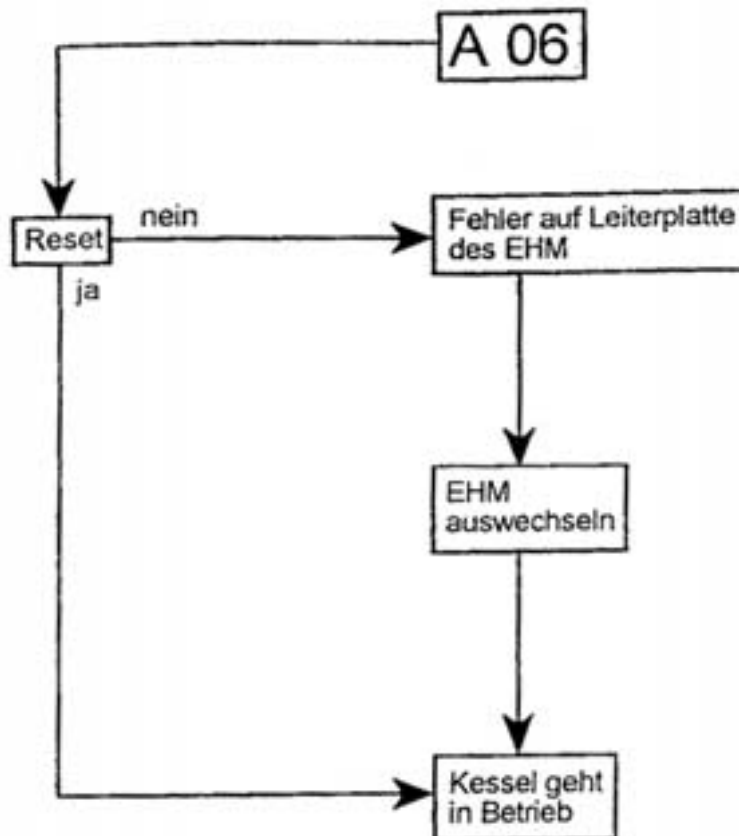 A 06
Reset
nein
ja
Fehler auf Leiterplatte
des EHM
EHM
auswechseln
Kessel geht
in Betrieb